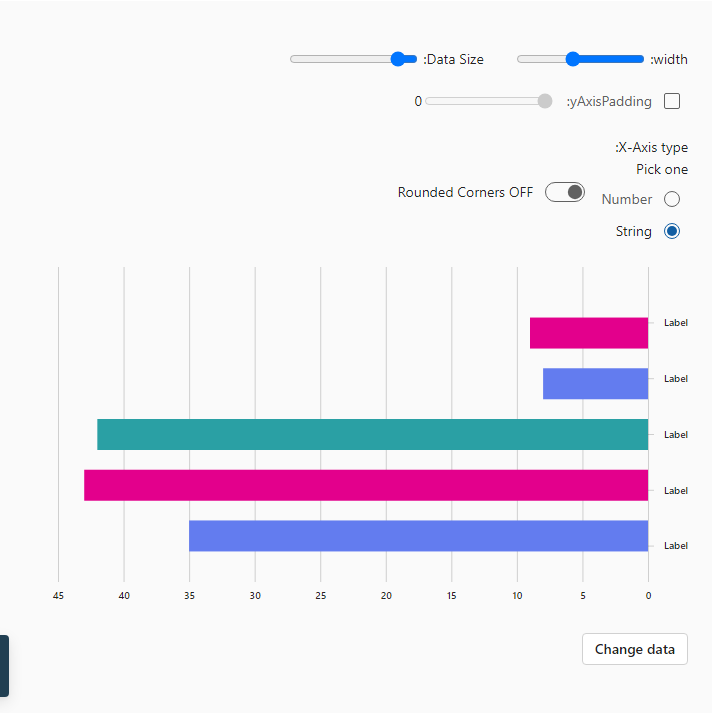 :width
:Data Size
:yAxisPadding
0
:X-Axis type
Pick one
Number
Rounded Corners OFF
String
Label
Label
Label
Label
Label
45 40 35 30 25 20 15 10 5 0
Change data